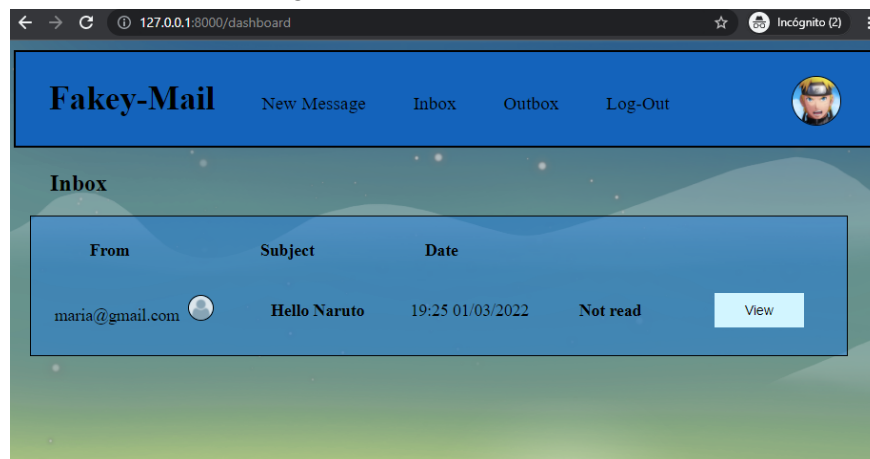 127.0.0.1:8000/dashboard Incógnito (2)
Fakey-Mail New Message Inbox Outbox Log-Out
Inbox
From Subject Date
maria@gmail.com Hello Naruto 19:25 01/03/2022 Not read View